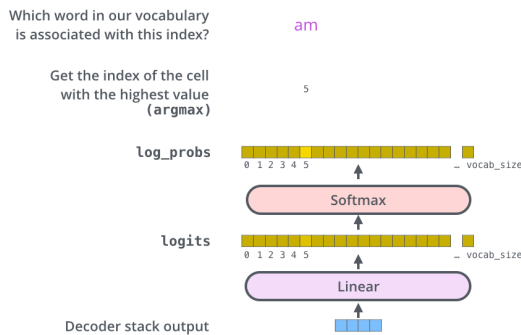 Which word in our vocabulary
is associated with this index?
am
Get the index of the cell
with the highest value
(argmax)
5
log_probs
0 1 2 3 4 5 … vocab_size
Softmax
logits
0 1 2 3 4 5 … vocab_size
Linear
Decoder stack output